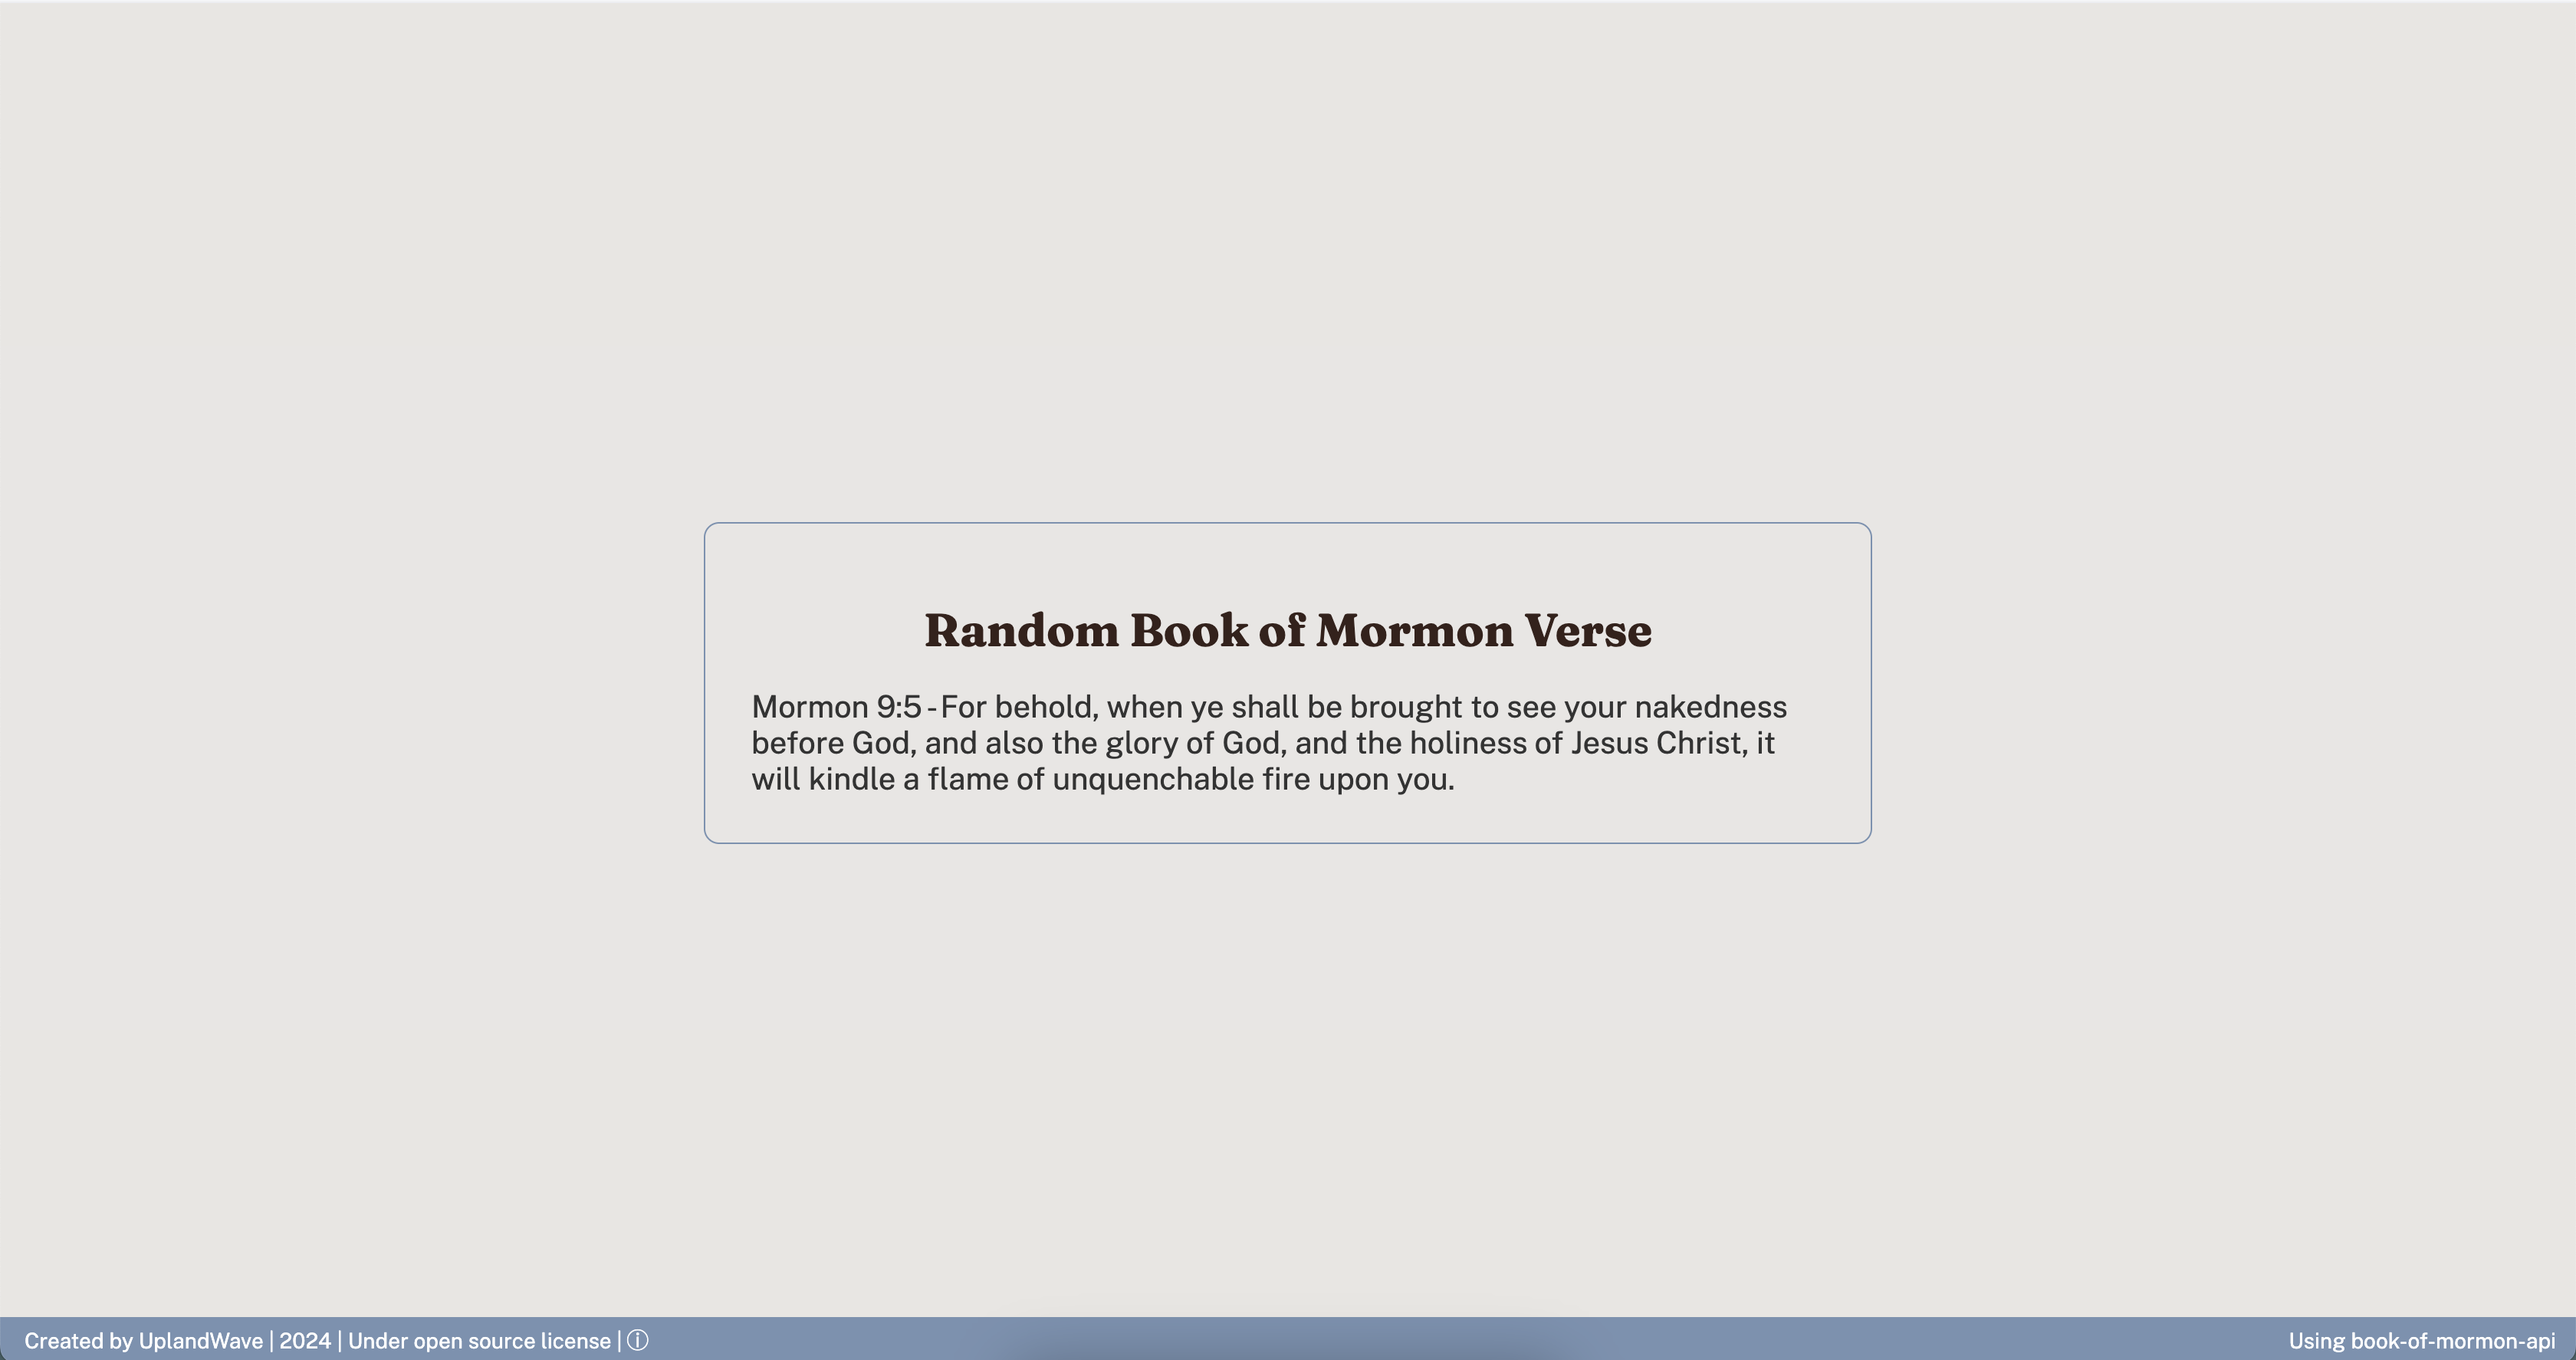 Random Book of Mormon Verse
Mormon 9:5 - For behold, when ye shall be brought to see your nakedness
before God, and also the glory of God, and the holiness of Jesus Christ, it
will kindle a flame of unquenchable fire upon you.
Created by UplandWave | 2024 | Under open source license | ⓘ
Using book-of-mormon-api